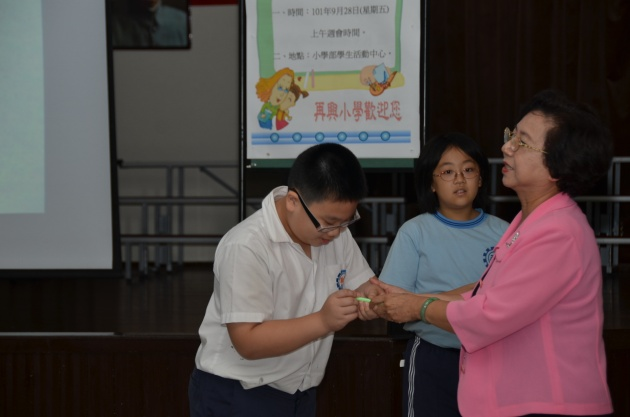 一、時間：101年9月28日(星期五)
上午週會時間。
二、地點：小學部學生活動中心。
再興小學歡迎您